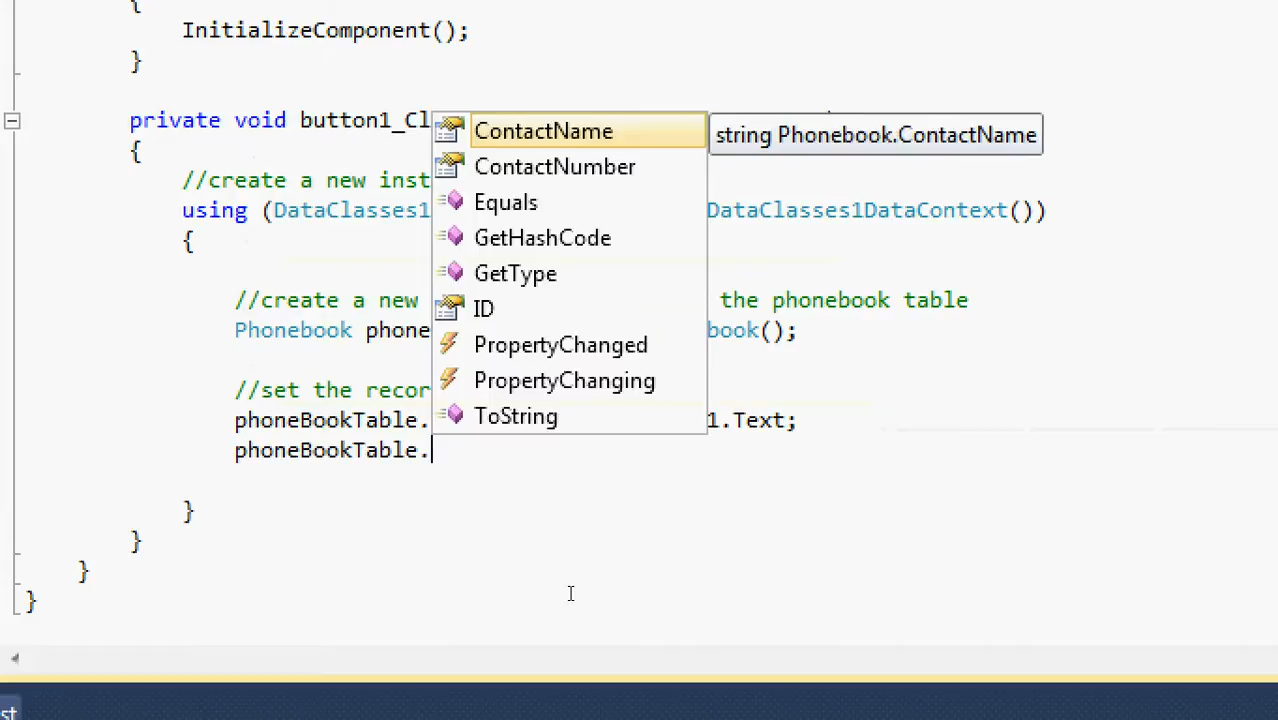 {
InitializeComponent();
}
private void button1_Cl
{
//create a new inst
using (DataClasses1 DataClasses1DataContext())
{
//create a new the phonebook table
Phonebook phone book();
//set the recor
phoneBookTable. 1.Text;
phoneBookTable.
}
}
}
}
ContactName
ContactNumber
Equals
GetHashCode
GetType
ID
PropertyChanged
PropertyChanging
ToString
string Phonebook.ContactName
st